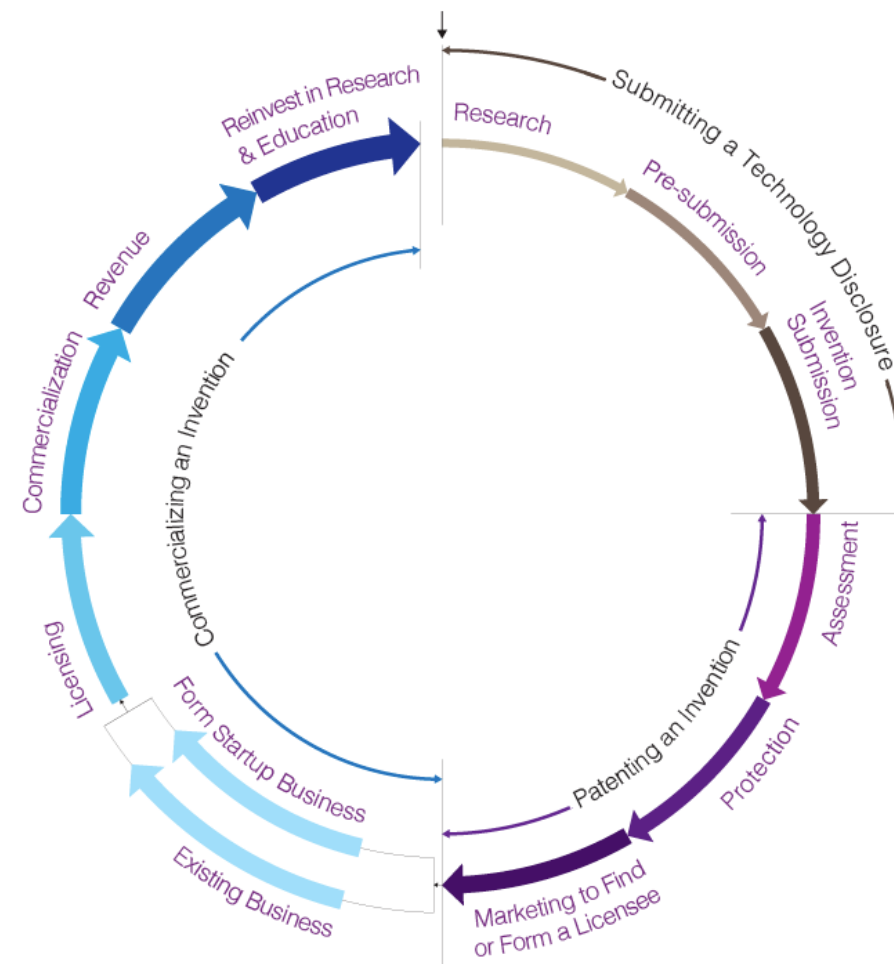 Submitting a Technology Disclosure
Research
Pre-submission
Invention
Submission
Assessment
Patenting an Invention
Protection
Marketing to Find
or Form a Licensee
Form Startup Business
Existing Business
Licensing
Commercializing an Invention
Commercialization
Revenue
Reinvest in Research
& Education